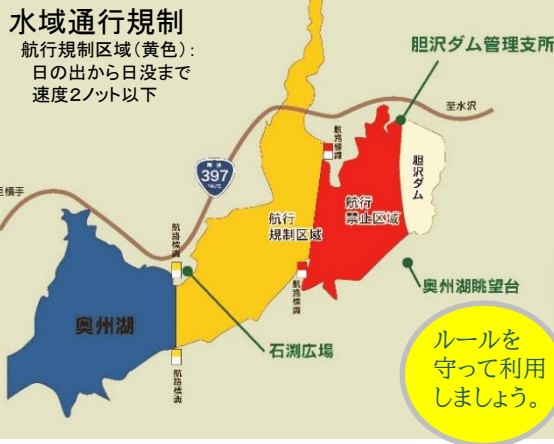 水域通行規制
航行規制区域(黄色):
日の出から日没まで
速度2ノット以下
胆沢ダム管理支所
至水沢
航路標識
国道
397
ROUTE
胆沢ダム
至横手
航行
禁止区域
航行
規制区域
航路標識
航路標識
奥州湖眺望台
奥州湖
石渕広場
航路標識
ルールを
守って利用
しましょう。